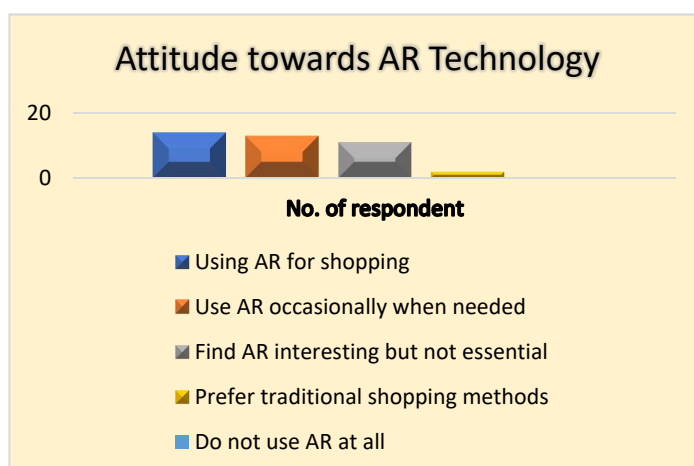 Attitude towards AR Technology
20
0
No. of respondent
Using AR for shopping
Use AR occasionally when needed
Find AR interesting but not essential
Prefer traditional shopping methods
Do not use AR at all